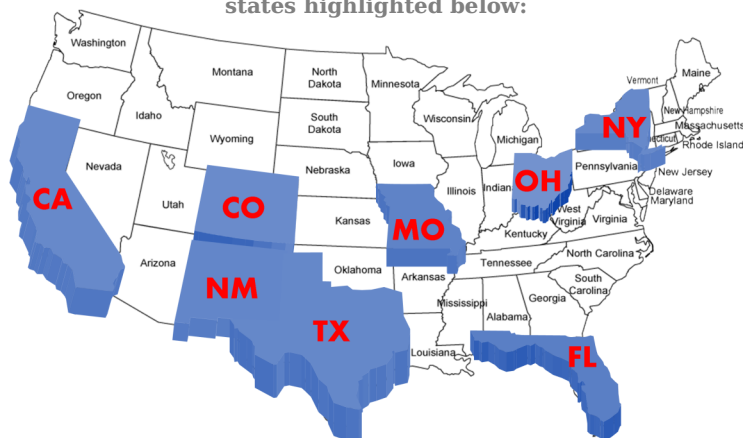 states highlighted below:
Washington
Montana
North
Dakota
Minnesota
Vermont
Maine
Oregon
Idaho
Wyoming
South
Dakota
Wisconsin
Michigan
NY
New Hampshire
Massachusetts
ecticut
Rhode Island
Nevada
Utah
CO
Nebraska
Iowa
Illinois
Indian
OH
Pennsylvania
New Jersey
Delaware
Maryland
CA
Kansas
MO
West
Virginia
Virginia
Kentucky
Arizona
NM
Oklahoma
Arkansas
Tennessee
North Carolina
South
Carolina
TX
Mississippi
Alabama
Georgia
Louisiana
FL